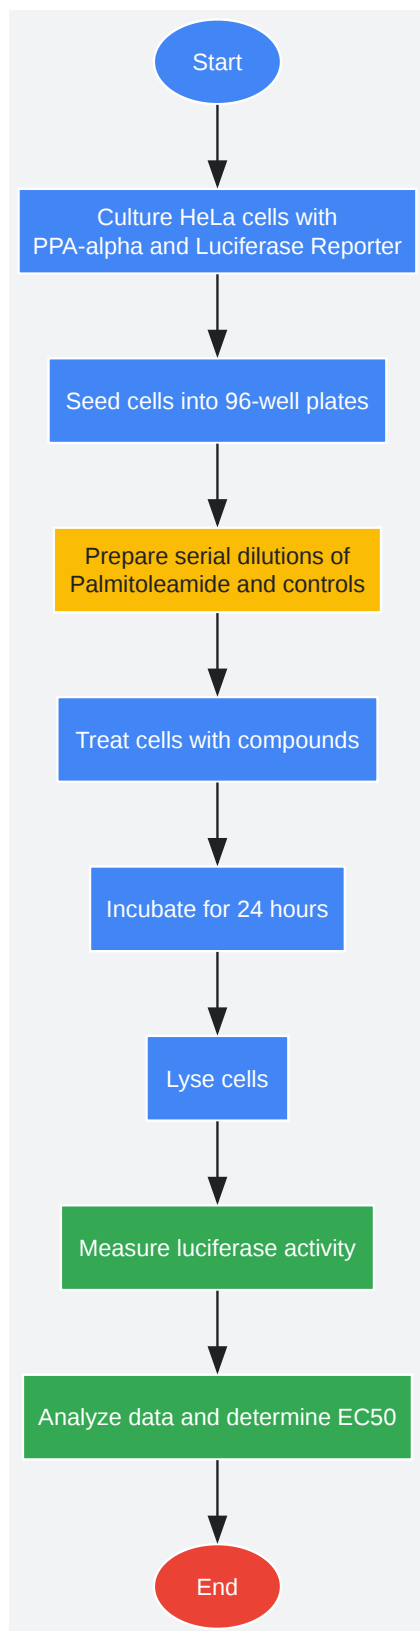 Start
Culture HeLa cells with
PPA-alpha and Luciferase Reporter
Seed cells into 96-well plates
Prepare serial dilutions of
Palmitoleamide and controls
Treat cells with compounds
Incubate for 24 hours
Lyse cells
Measure luciferase activity
Analyze data and determine EC50
End